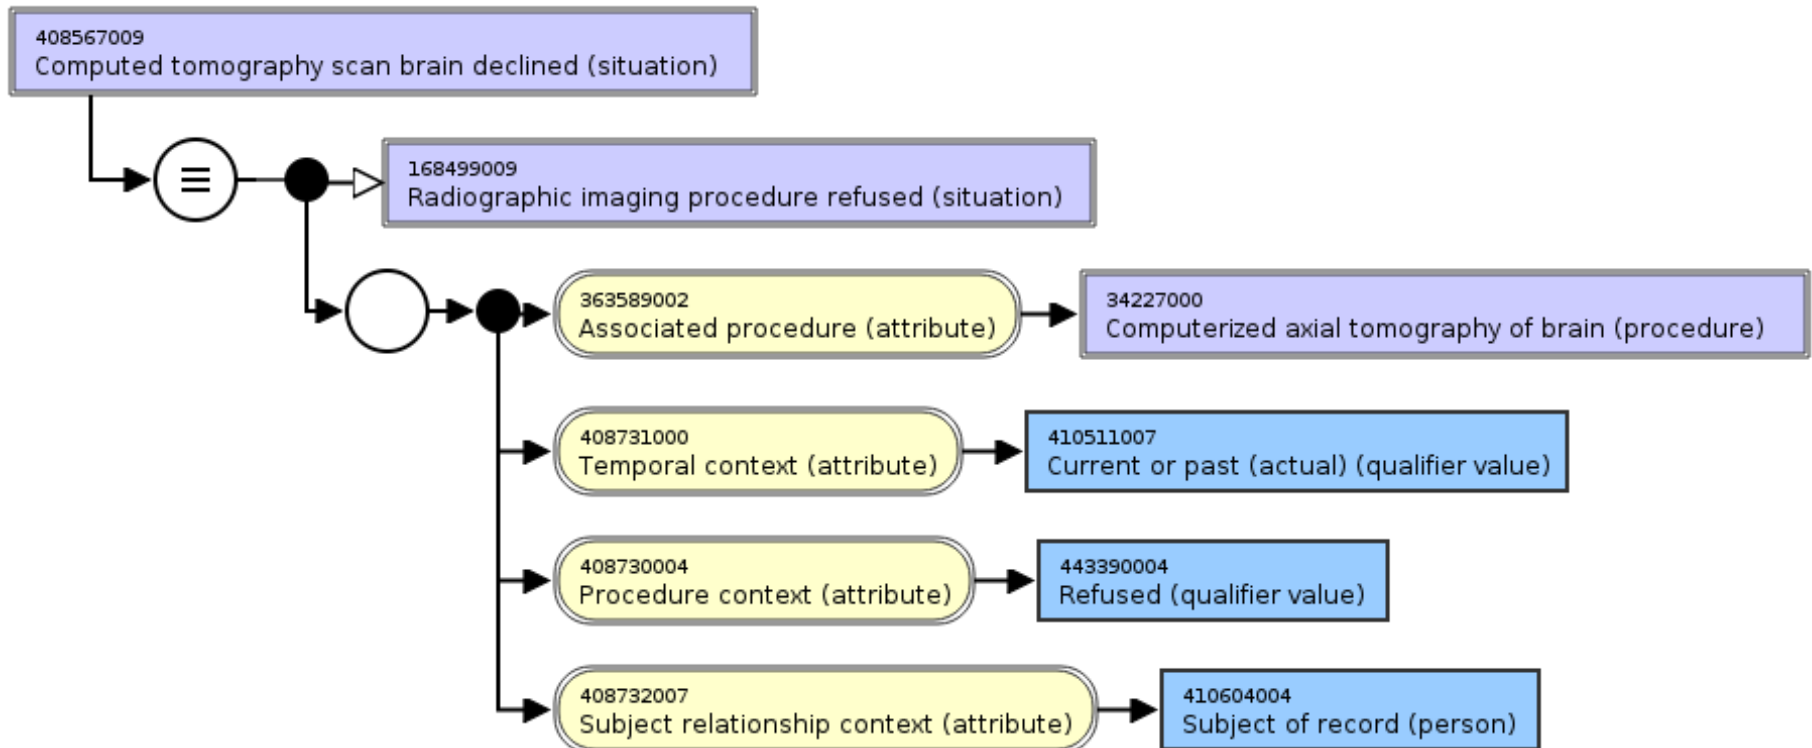 408567009
Computed tomography scan brain declined (situation)
≡
168499009
Radiographic imaging procedure refused (situation)
363589002
Associated procedure (attribute)
34227000
Computerized axial tomography of brain (procedure)
408731000
Temporal context (attribute)
410511007
Current or past (actual) (qualifier value)
408730004
Procedure context (attribute)
443390004
Refused (qualifier value)
408732007
Subject relationship context (attribute)
410604004
Subject of record (person)